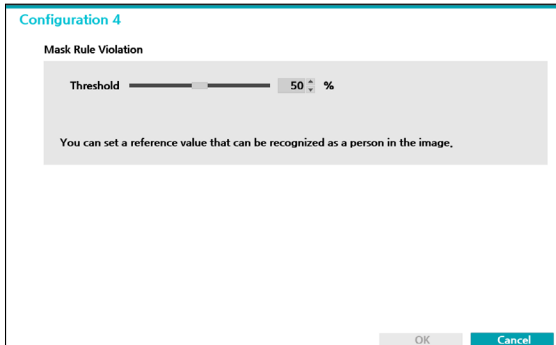 Configuration 4
Mask Rule Violation
Threshold 50 %
You can set a reference value that can be recognized as a person in the image.
OK Cancel